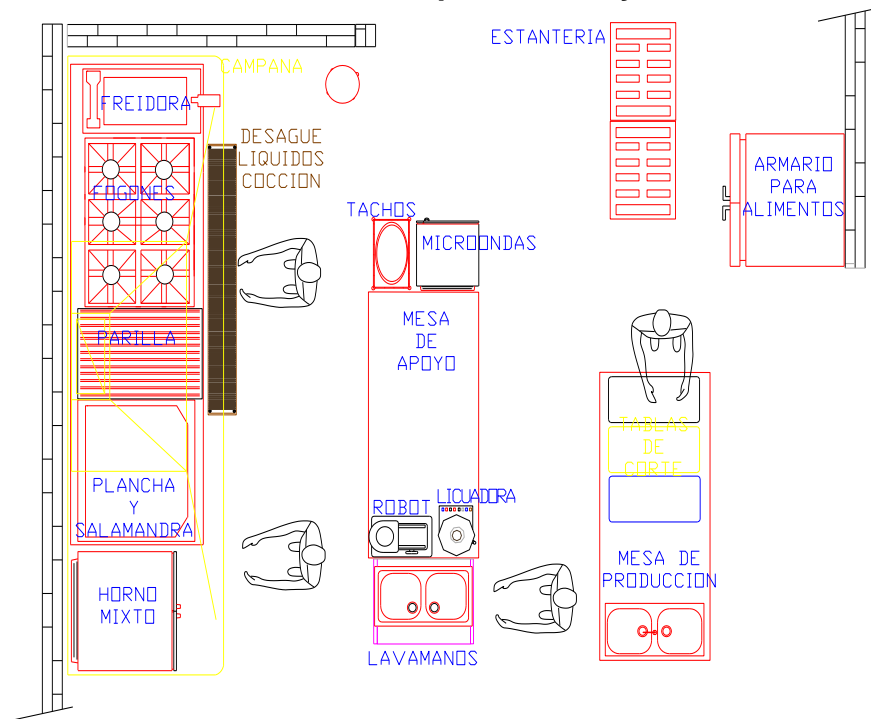 ESTANTERIA
CAMPANA
FREIDORA
DESAGUE
LIQUIDOS
COCCION
ARMARIO
PARA
ALIMENTOS
FOGONES
TACHOS
MICROONDAS
MESA
DE
APOYO
PARILLA
TABLAS
DE
CORTE
PLANCHA
Y
SALAMANDRA
ROBOT
LICUADORA
MESA DE
PRODUCCION
HORNO
MIXTO
LAVAMANOS